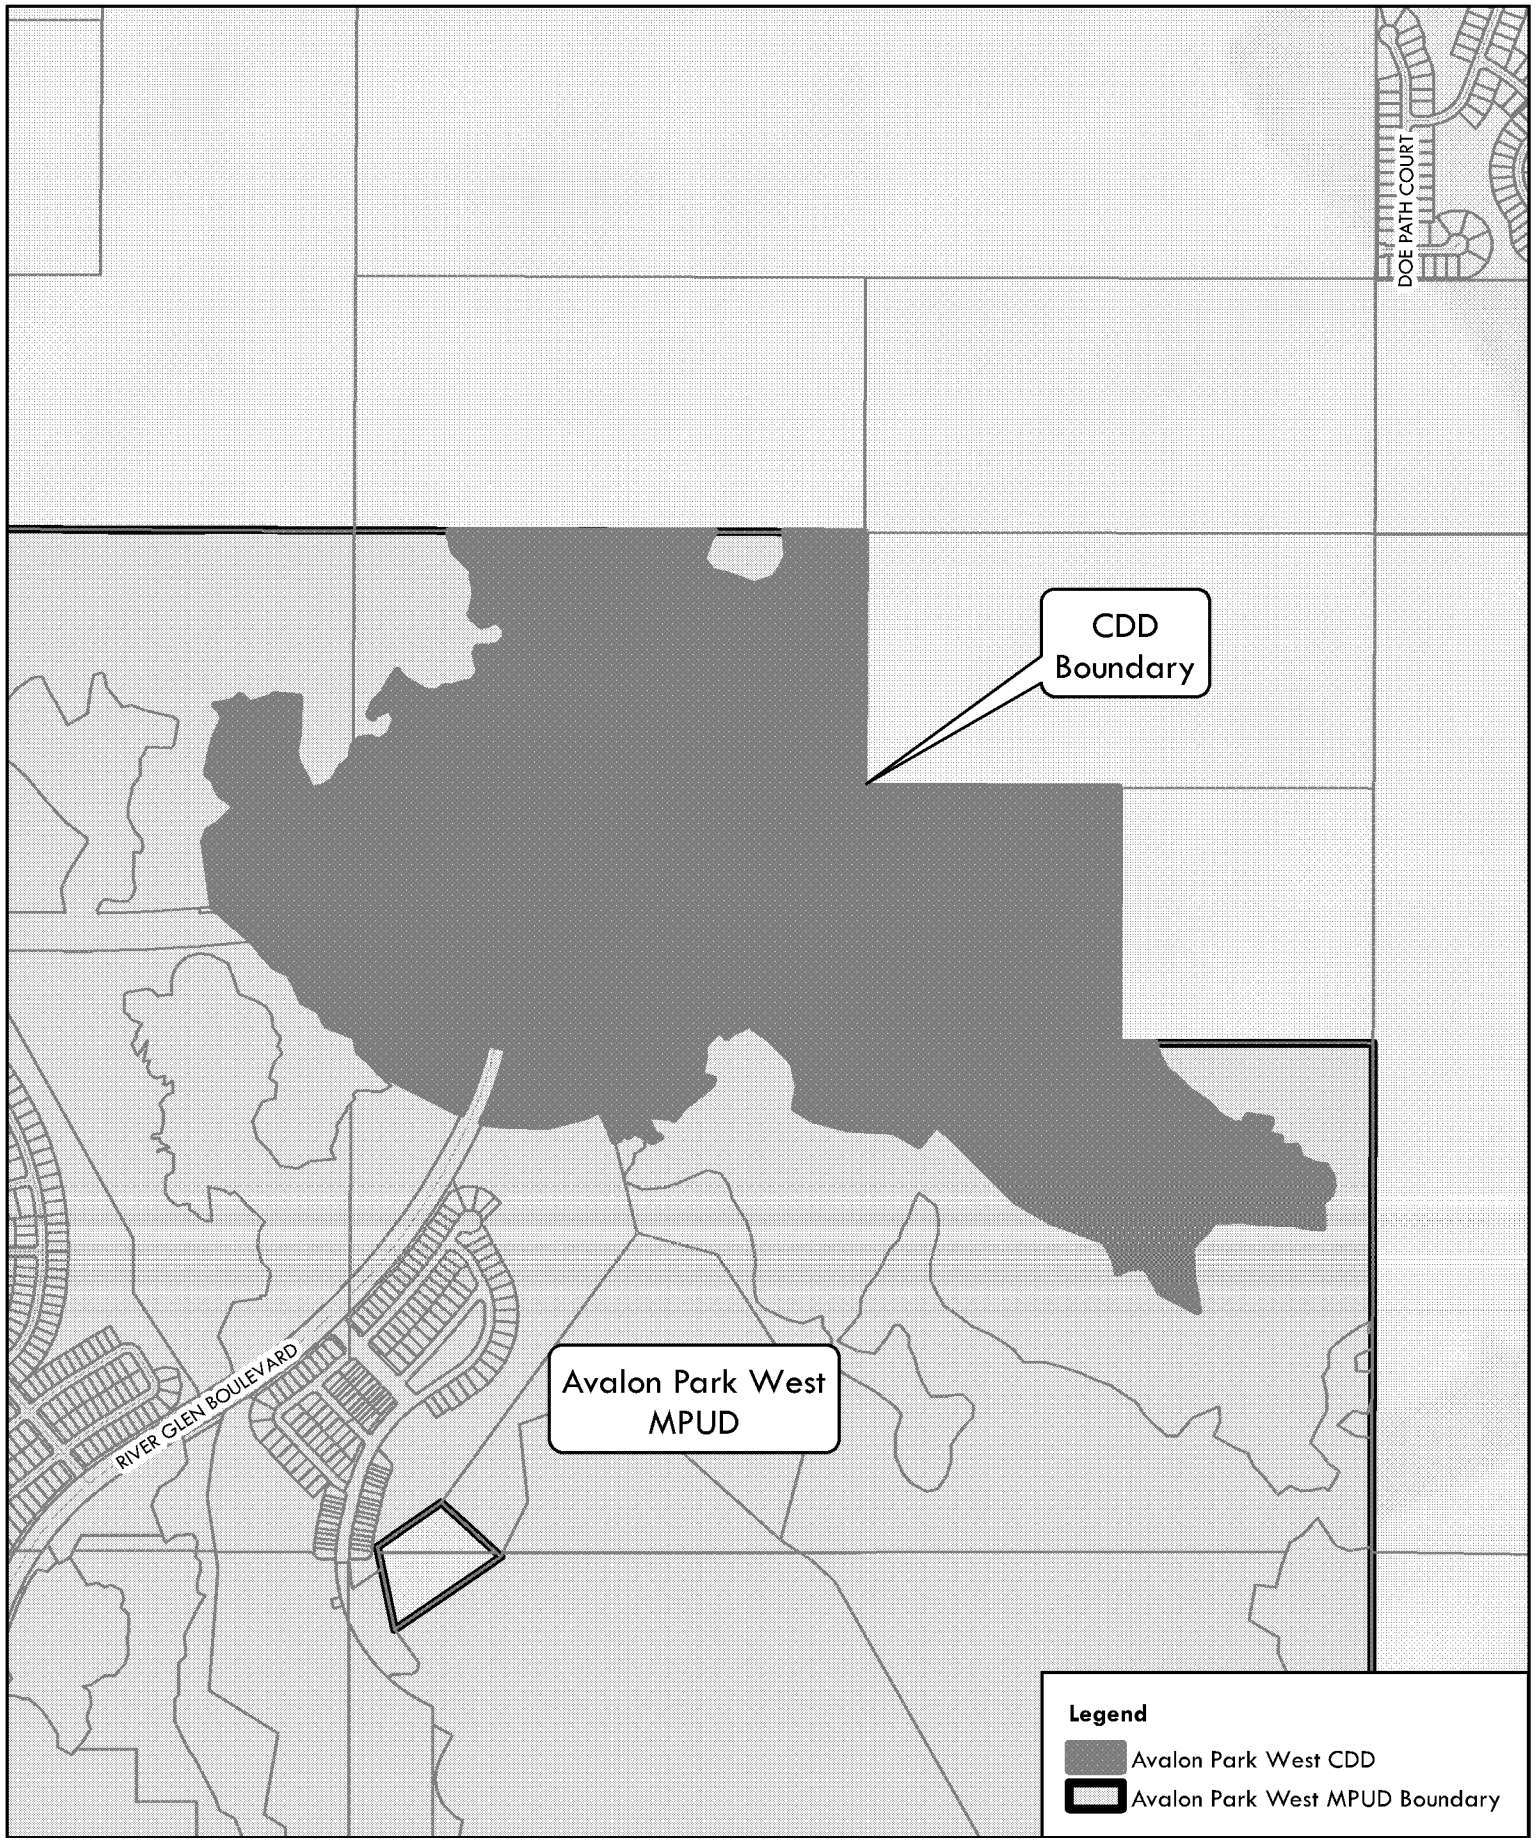 DOE PATH COURT
CDD
Boundary
RIVER GLEN BOULEVARD
Avalon Park West
MPUD
Legend
Avalon Park West CDD
Avalon Park West MPUD Boundary